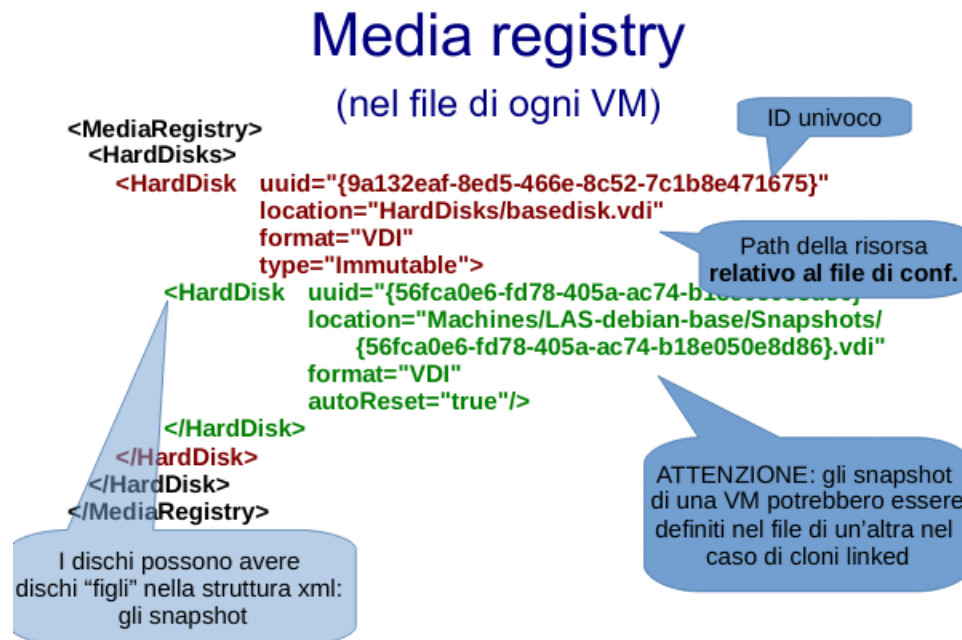 Media registry
(nel file di ogni VM)
ID univoco
<MediaRegistry>
<HardDisks>
<HardDisk uuid="{9a132eaf-8ed5-466e-8c52-7c1b8e471675}"
location="HardDisks/basedisk.vdi"
format="VDI"
type="Immutable">
Path della risorsa
relativo al file di conf.
<HardDisk uuid="{56fca0e6-fd78-405a-ac74-b18e050e8d86}"
location="Machines/LAS-debian-base/Snapshots/
{56fca0e6-fd78-405a-ac74-b18e050e8d86}.vdi"
format="VDI"
autoReset="true"/>
</HardDisk>
</HardDisk>
</HardDisk>
</MediaRegistry>
ATTENZIONE: gli snapshot
di una VM potrebbero essere
definiti nel file di un'altra nel
caso di cloni linked
I dischi possono avere
dischi “figli” nella struttura xml:
gli snapshot